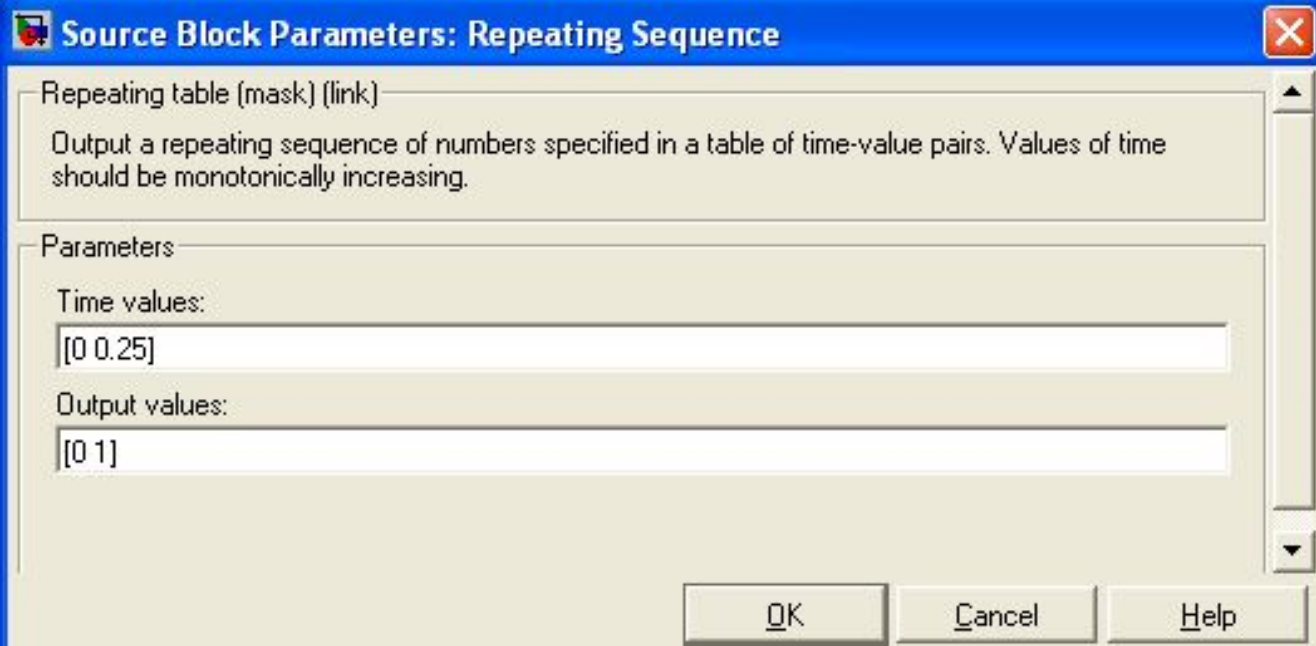 Source Block Parameters: Repeating Sequence
Repeating table (mask) (link)
Output a repeating sequence of numbers specified in a table of time-value pairs. Values of time
should be monotonically increasing.
Parameters
Time values:
[0 0.25]
Output values:
[0 1]
OK
Cancel
Help